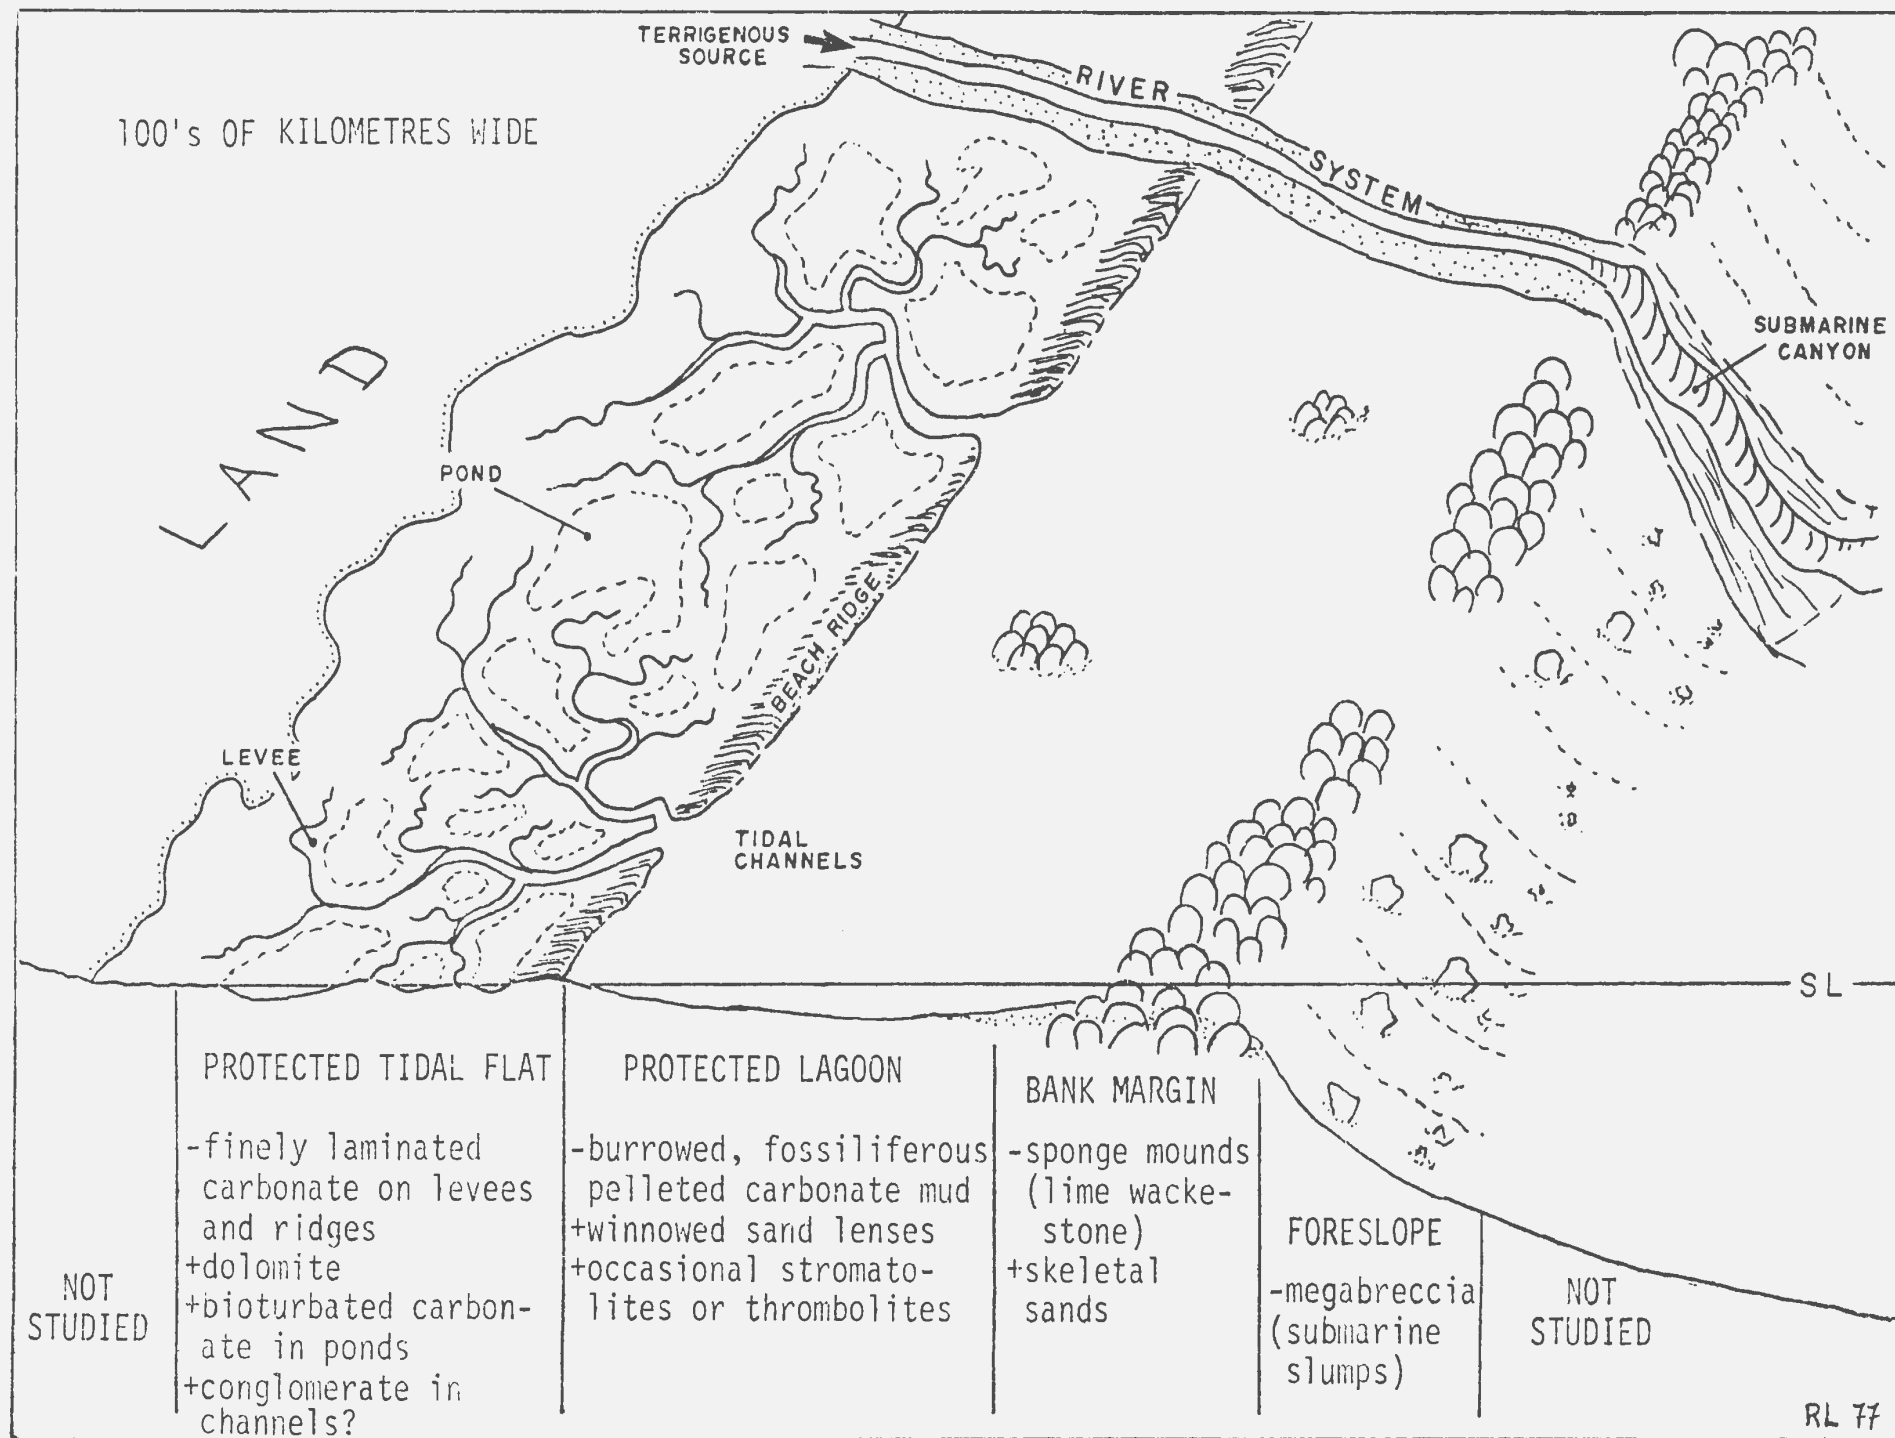 TERRIGENOUS
SOURCE
RIVER
SYSTEM
100's OF KILOMETRES WIDE
SUBMARINE
CANYON
LAND
POND
BEACH RIDGE
LEVEE
TIDAL
CHANNELS
SL
NOT
STUDIED
PROTECTED TIDAL FLAT
-finely laminated
carbonate on levees
and ridges
+dolomite
+bioturbated carbon-
ate in ponds
+conglomerate in
channels?
PROTECTED LAGOON
-burrowed, fossiliferous
pelleted carbonate mud
+winnowed sand lenses
+occasional stromato-
lites or thrombolites
BANK MARGIN
-sponge mounds
(lime wacke-
stone)
+skeletal
sands
FORESLOPE
-megabreccia
(submarine
slumps)
NOT
STUDIED
RL 77